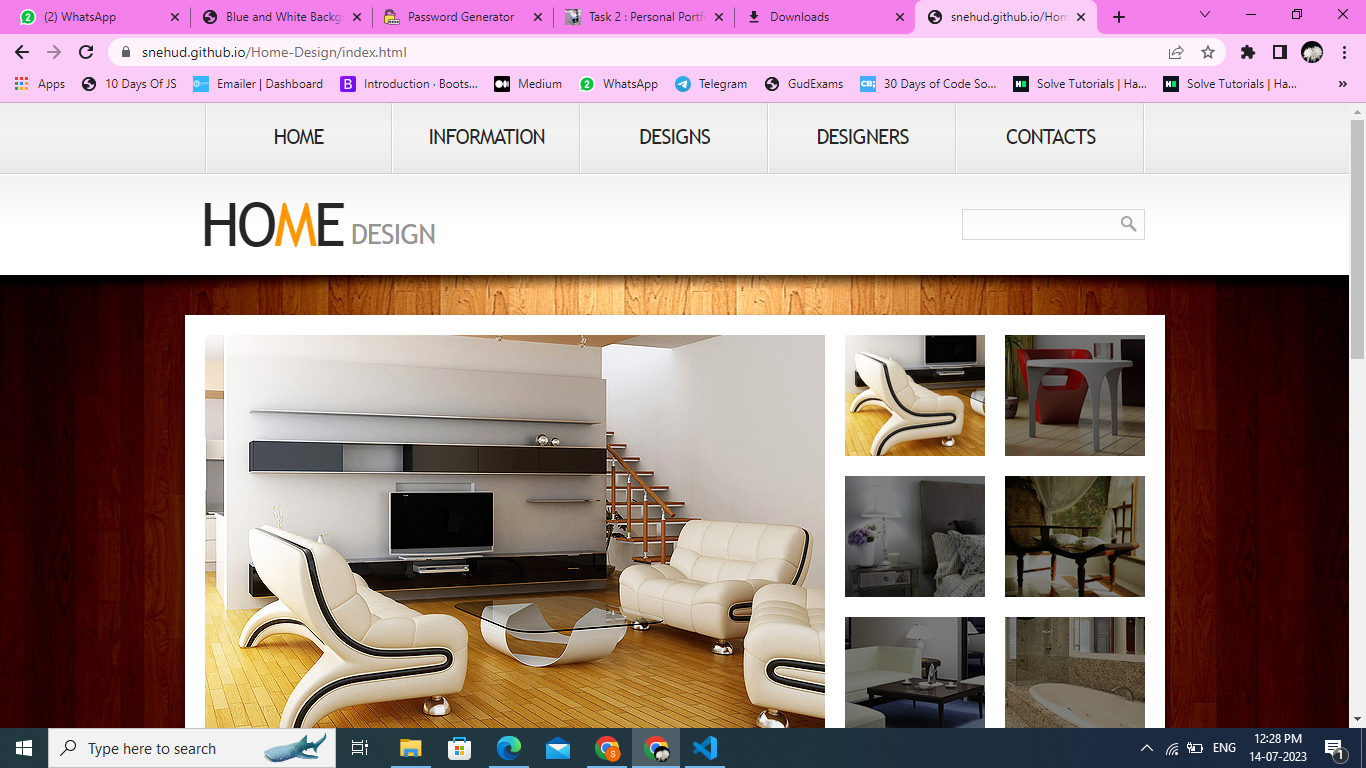 (2) WhatsApp
Blue and White Backg
Password Generator
Task 2 : Personal Portf
Downloads
snehud.github.io/Hom
snehud.github.io/Home-Design/index.html
Apps
10 Days Of JS
Emailer | Dashboard
Introduction · Boots...
Medium
WhatsApp
Telegram
GudExams
30 Days of Code So...
Solve Tutorials | Ha...
Solve Tutorials | Ha...
HOME
INFORMATION
DESIGNS
DESIGNERS
CONTACTS
HOME DESIGN
Type here to search
ENG
12:28 PM
14-07-2023
1